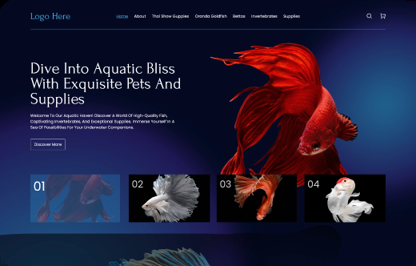 Logo Here
Home About Thai Show Guppies Oranda Goldfish Bettas Invertebrates Supplies
Dive Into Aquatic Bliss
With Exquisite Pets And
Supplies
Welcome To Our Aquatic Haven! Discover A World Of High-Quality Fish,
Captivating Invertebrates, And Exceptional Supplies. Immerse Yourself In A
Sea Of Possibilities For Your Underwater Companions.
Discover More
01 02 03 04